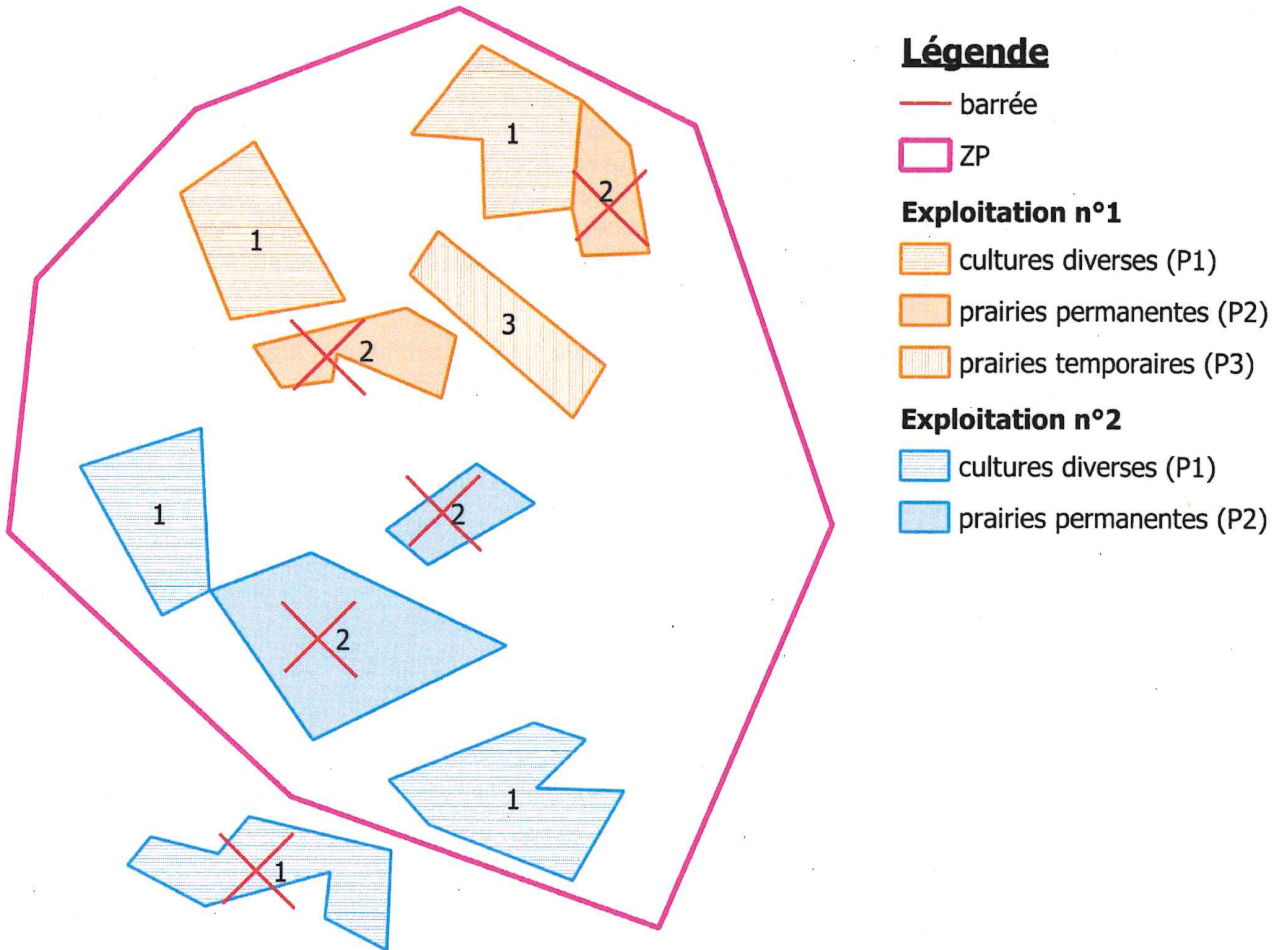 1
2
1
3
2
1
2
2
1
1
Légende
barrée
ZP
Exploitation n°1
cultures diverses (P1)
prairies permanentes (P2)
prairies temporaires (P3)
Exploitation n°2
cultures diverses (P1)
prairies permanentes (P2)